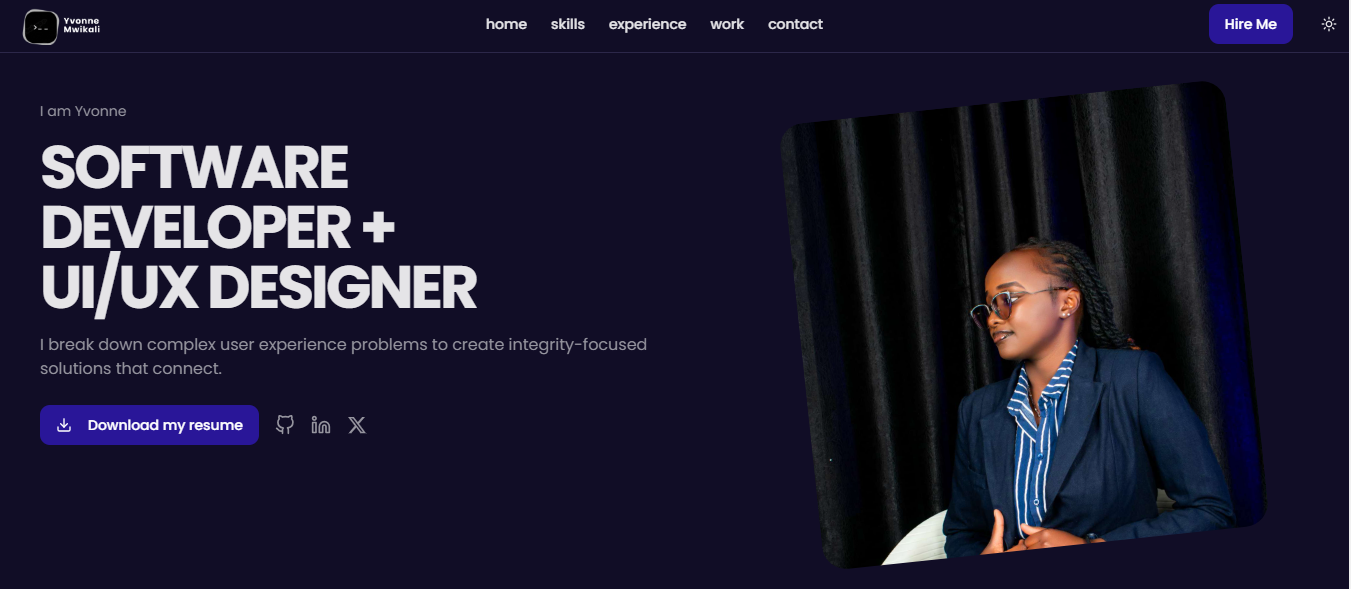 Yvonne
Mwikali
home skills experience work contact
Hire Me
I am Yvonne
SOFTWARE
DEVELOPER +
UI/UX DESIGNER
I break down complex user experience problems to create integrity-focused
solutions that connect.
Download my resume